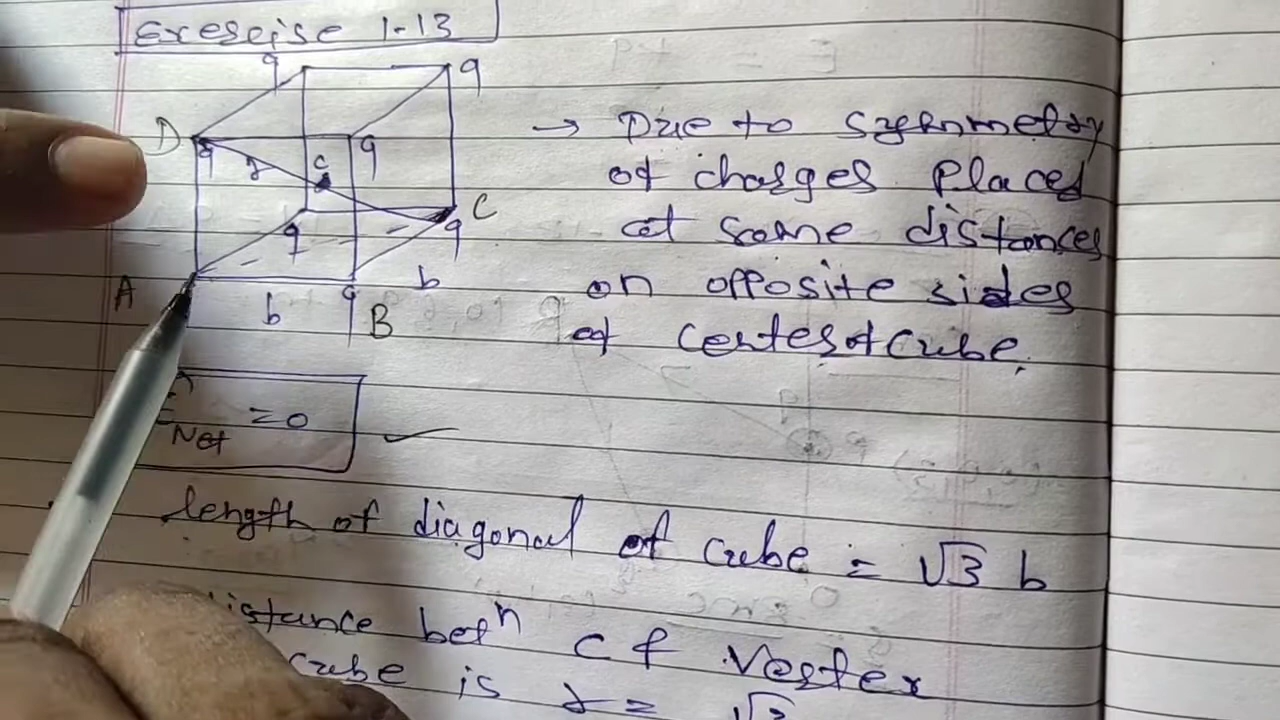 Exercise 1.13
q q
D q q
r c
C
q q
b
A b q B
→ Due to symmetry
of charges placed
at same distances
on opposite sides
of center of cube.
E Net = 0
length of diagonal of cube = √3 b
distance betn C & vertex
cube is r = √3